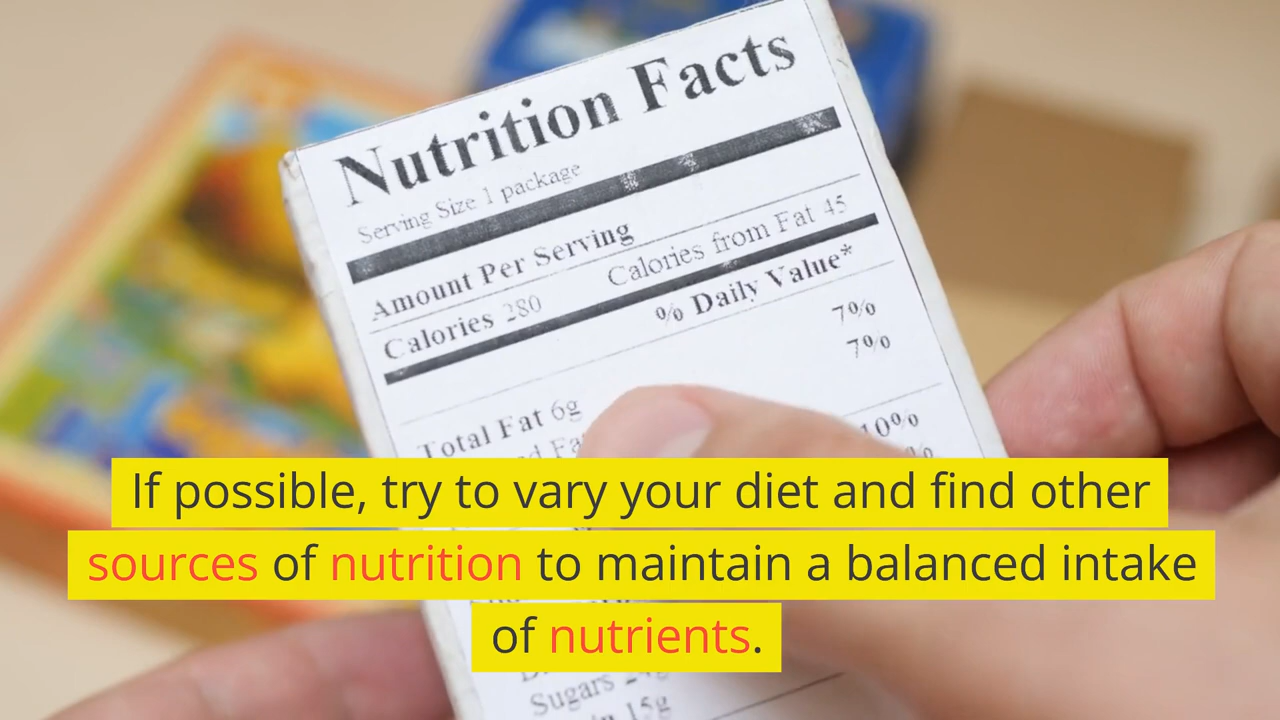 Nutrition Facts
Serving Size 1 package
Amount Per Serving
Calories 280 Calories from Fat 45
% Daily Value*
7%
7%
Total Fat 6g
10%
If possible, try to vary your diet and find other
sources of nutrition to maintain a balanced intake
of nutrients.
Sugars
15g